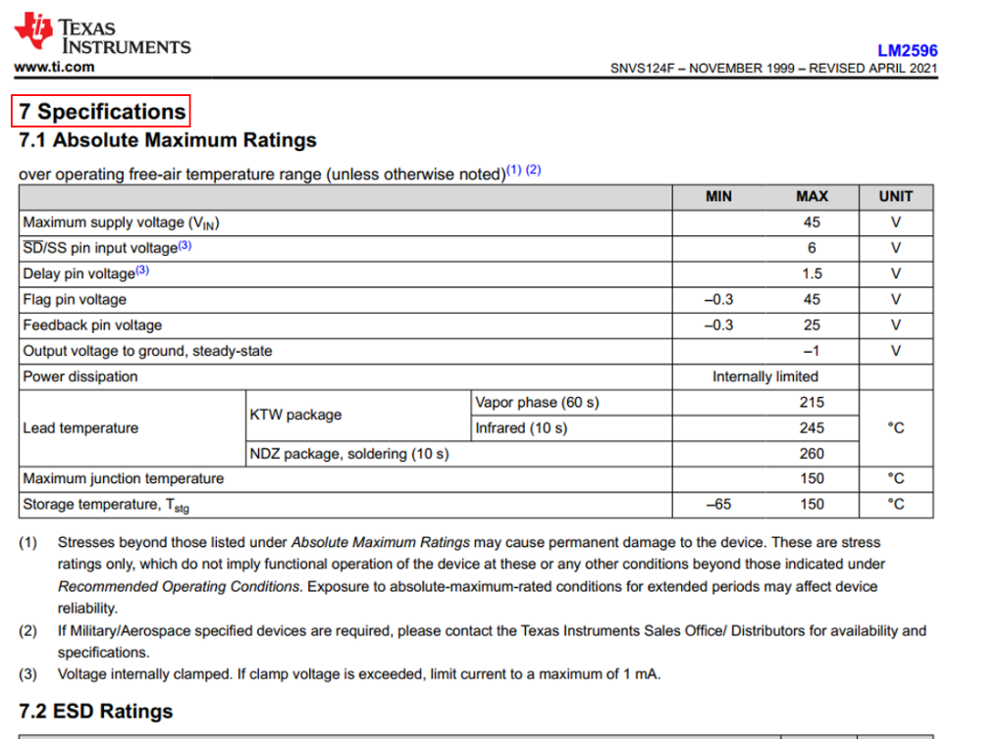 TEXAS
INSTRUMENTS
www.ti.com
LM2596
SNVS124F – NOVEMBER 1999 – REVISED APRIL 2021
7 Specifications
7.1 Absolute Maximum Ratings
over operating free-air temperature range (unless otherwise noted)(1) (2)
MIN MAX UNIT
Maximum supply voltage (VIN) 45 V
SD/SS pin input voltage(3) 6 V
Delay pin voltage(3) 1.5 V
Flag pin voltage –0.3 45 V
Feedback pin voltage –0.3 25 V
Output voltage to ground, steady-state –1 V
Power dissipation Internally limited
Lead temperature KTW package Vapor phase (60 s) 215 °C
Infrared (10 s) 245
NDZ package, soldering (10 s) 260
Maximum junction temperature 150 °C
Storage temperature, Tstg –65 150 °C
(1) Stresses beyond those listed under Absolute Maximum Ratings may cause permanent damage to the device. These are stress
ratings only, which do not imply functional operation of the device at these or any other conditions beyond those indicated under
Recommended Operating Conditions. Exposure to absolute-maximum-rated conditions for extended periods may affect device
reliability.
(2) If Military/Aerospace specified devices are required, please contact the Texas Instruments Sales Office/ Distributors for availability and
specifications.
(3) Voltage internally clamped. If clamp voltage is exceeded, limit current to a maximum of 1 mA.
7.2 ESD Ratings